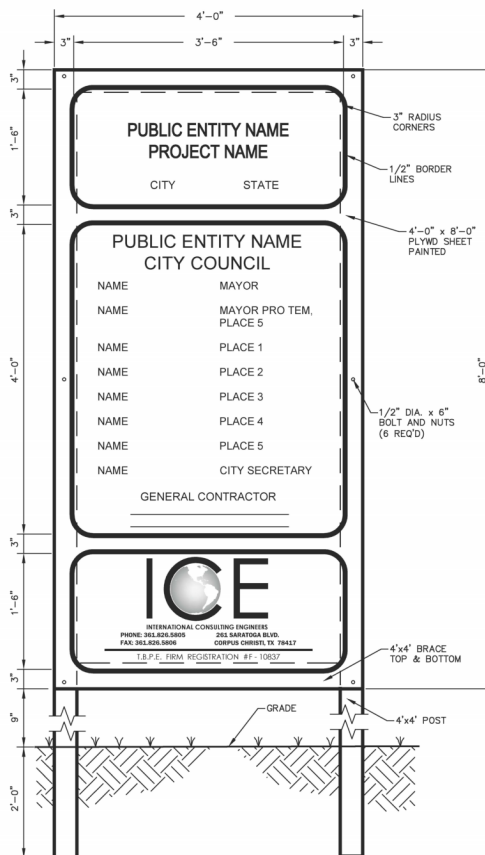 4'-0"
3" 3'-6" 3"
3"
1'-6"
3"
4'-0"
3"
1'-6"
3"
9"
2'-0"
8'-0"
PUBLIC ENTITY NAME
PROJECT NAME
CITY STATE
3" RADIUS
CORNERS
1/2" BORDER
LINES
4'-0" x 8'-0"
PLYWD SHEET
PAINTED
PUBLIC ENTITY NAME
CITY COUNCIL
NAME MAYOR
NAME MAYOR PRO TEM,
PLACE 5
NAME PLACE 1
NAME PLACE 2
NAME PLACE 3
NAME PLACE 4
NAME PLACE 5
NAME CITY SECRETARY
GENERAL CONTRACTOR
1/2" DIA. x 6"
BOLT AND NUTS
(6 REQ'D)
ICE
INTERNATIONAL CONSULTING ENGINEERS
PHONE: 361.826.5805 261 SARATOGA BLVD.
FAX: 361.826.5806 CORPUS CHRISTI, TX 78417
T.B.P.E. FIRM REGISTRATION #F - 10837
4'x4' BRACE
TOP & BOTTOM
GRADE
4'x4' POST